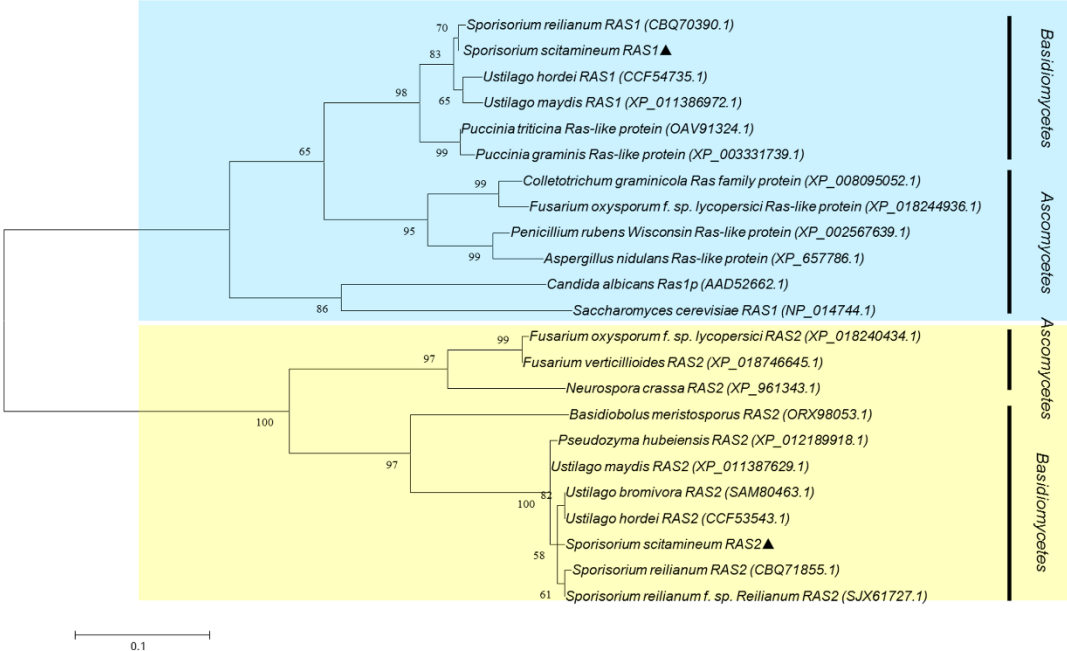 Sporisorium reilianum RAS1 (CBQ70390.1)
70
Sporisorium scitamineum RAS1▲
83
Ustilago hordei RAS1 (CCF54735.1)
65
98
Ustilago maydis RAS1 (XP_011386972.1)
Puccinia triticina Ras-like protein (OAV91324.1)
99
65
Puccinia graminis Ras-like protein (XP_003331739.1)
Basidiomycetes
Colletotrichum graminicola Ras family protein (XP_008095052.1)
99
Fusarium oxysporum f. sp. lycopersici Ras-like protein (XP_018244936.1)
95
Penicillium rubens Wisconsin Ras-like protein (XP_002567639.1)
99
Aspergillus nidulans Ras-like protein (XP_657786.1)
Candida albicans Ras1p (AAD52662.1)
86
Saccharomyces cerevisiae RAS1 (NP_014744.1)
Ascomycetes
Fusarium oxysporum f. sp. lycopersici RAS2 (XP_018240434.1)
99
97
Fusarium verticillioides RAS2 (XP_018746645.1)
Neurospora crassa RAS2 (XP_961343.1)
Ascomycetes
100
Basidiobolus meristosporus RAS2 (ORX98053.1)
97
Pseudozyma hubeiensis RAS2 (XP_012189918.1)
Ustilago maydis RAS2 (XP_011387629.1)
82
Ustilago bromivora RAS2 (SAM80463.1)
100
Ustilago hordei RAS2 (CCF53543.1)
Sporisorium scitamineum RAS2▲
58
Sporisorium reilianum RAS2 (CBQ71855.1)
61
Sporisorium reilianum f. sp. Reilianum RAS2 (SJX61727.1)
Basidiomycetes
0.1